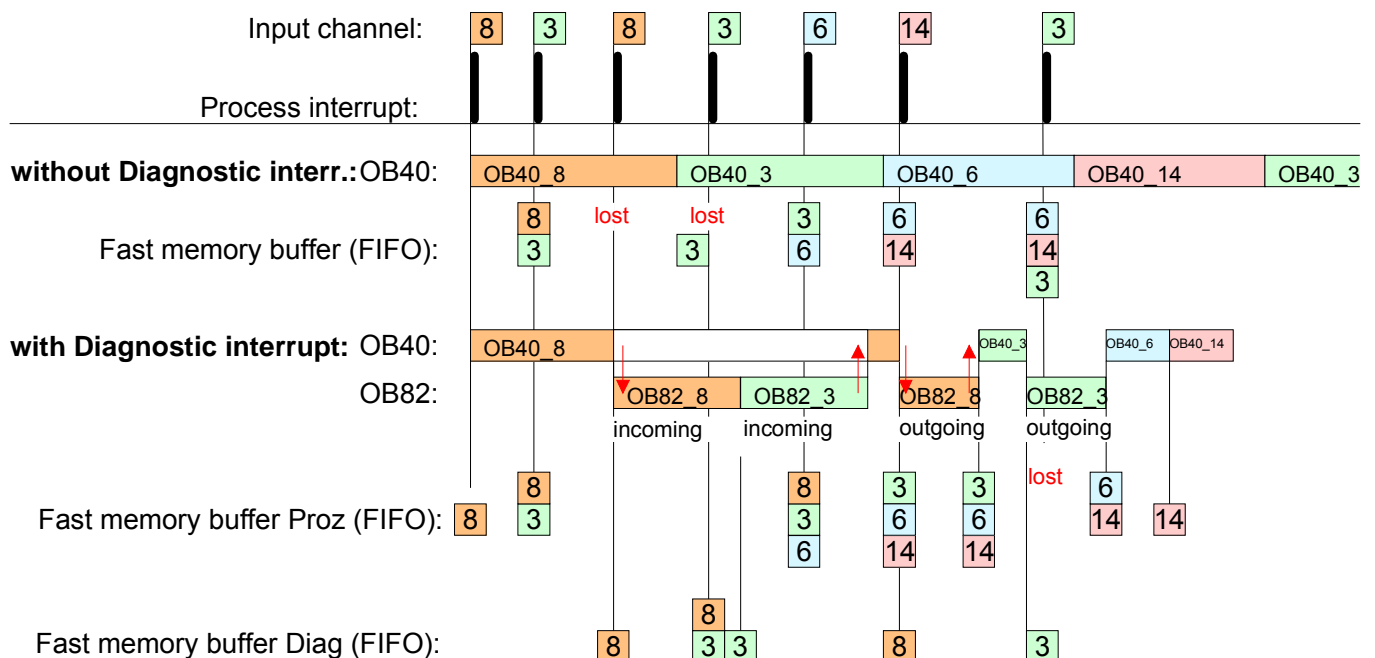 Input channel: 8 3 8 3 6 14 3
Process interrupt:
without Diagnostic interr.: OB40: OB40_8 OB40_3 OB40_6 OB40_14 OB40_3
8 lost lost 3 6 6
Fast memory buffer (FIFO): 3 3 6 14 14
3
with Diagnostic interrupt: OB40: OB40_8 OB40_3 OB40_6 OB40_14
OB82: OB82_8 OB82_3 OB82_8 OB82_3
incoming incoming outgoing outgoing
8 8 3 3 lost 6
Fast memory buffer Proz (FIFO): 8 3 3 6 6 14 14
6 14 14
8
Fast memory buffer Diag (FIFO): 8 3 3 8 3